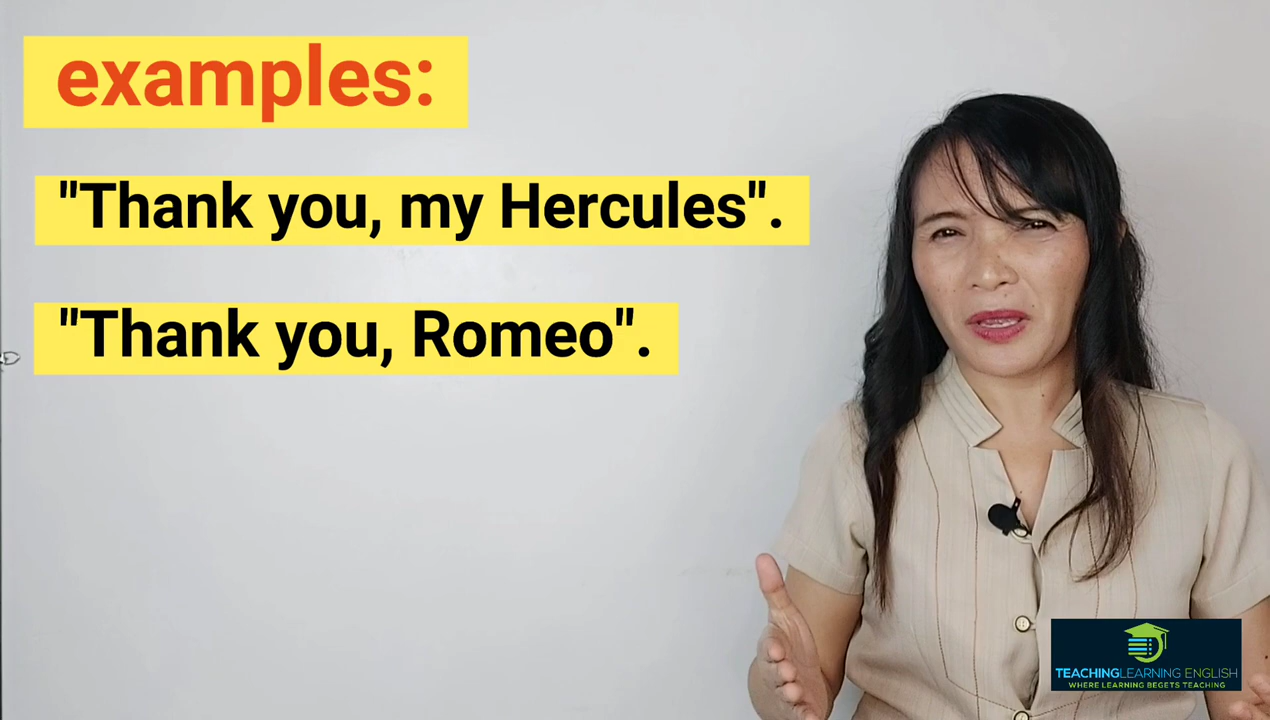 examples:
"Thank you, my Hercules".
"Thank you, Romeo".
TEACHINGLEARNING ENGLISH
WHERE LEARNING BEGETS TEACHING